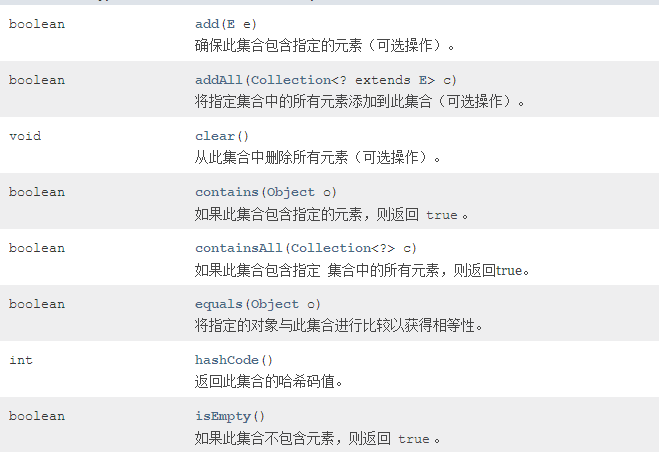 boolean add(E e)
确保此集合包含指定的元素（可选操作）。
boolean addAll(Collection<? extends E> c)
将指定集合中的所有元素添加到此集合（可选操作）。
void clear()
从此集合中删除所有元素（可选操作）。
boolean contains(Object o)
如果此集合包含指定的元素，则返回 true 。
boolean containsAll(Collection<?> c)
如果此集合包含指定 集合中的所有元素，则返回true。
boolean equals(Object o)
将指定的对象与此集合进行比较以获得相等性。
int hashCode()
返回此集合的哈希码值。
boolean isEmpty()
如果此集合不包含元素，则返回 true 。